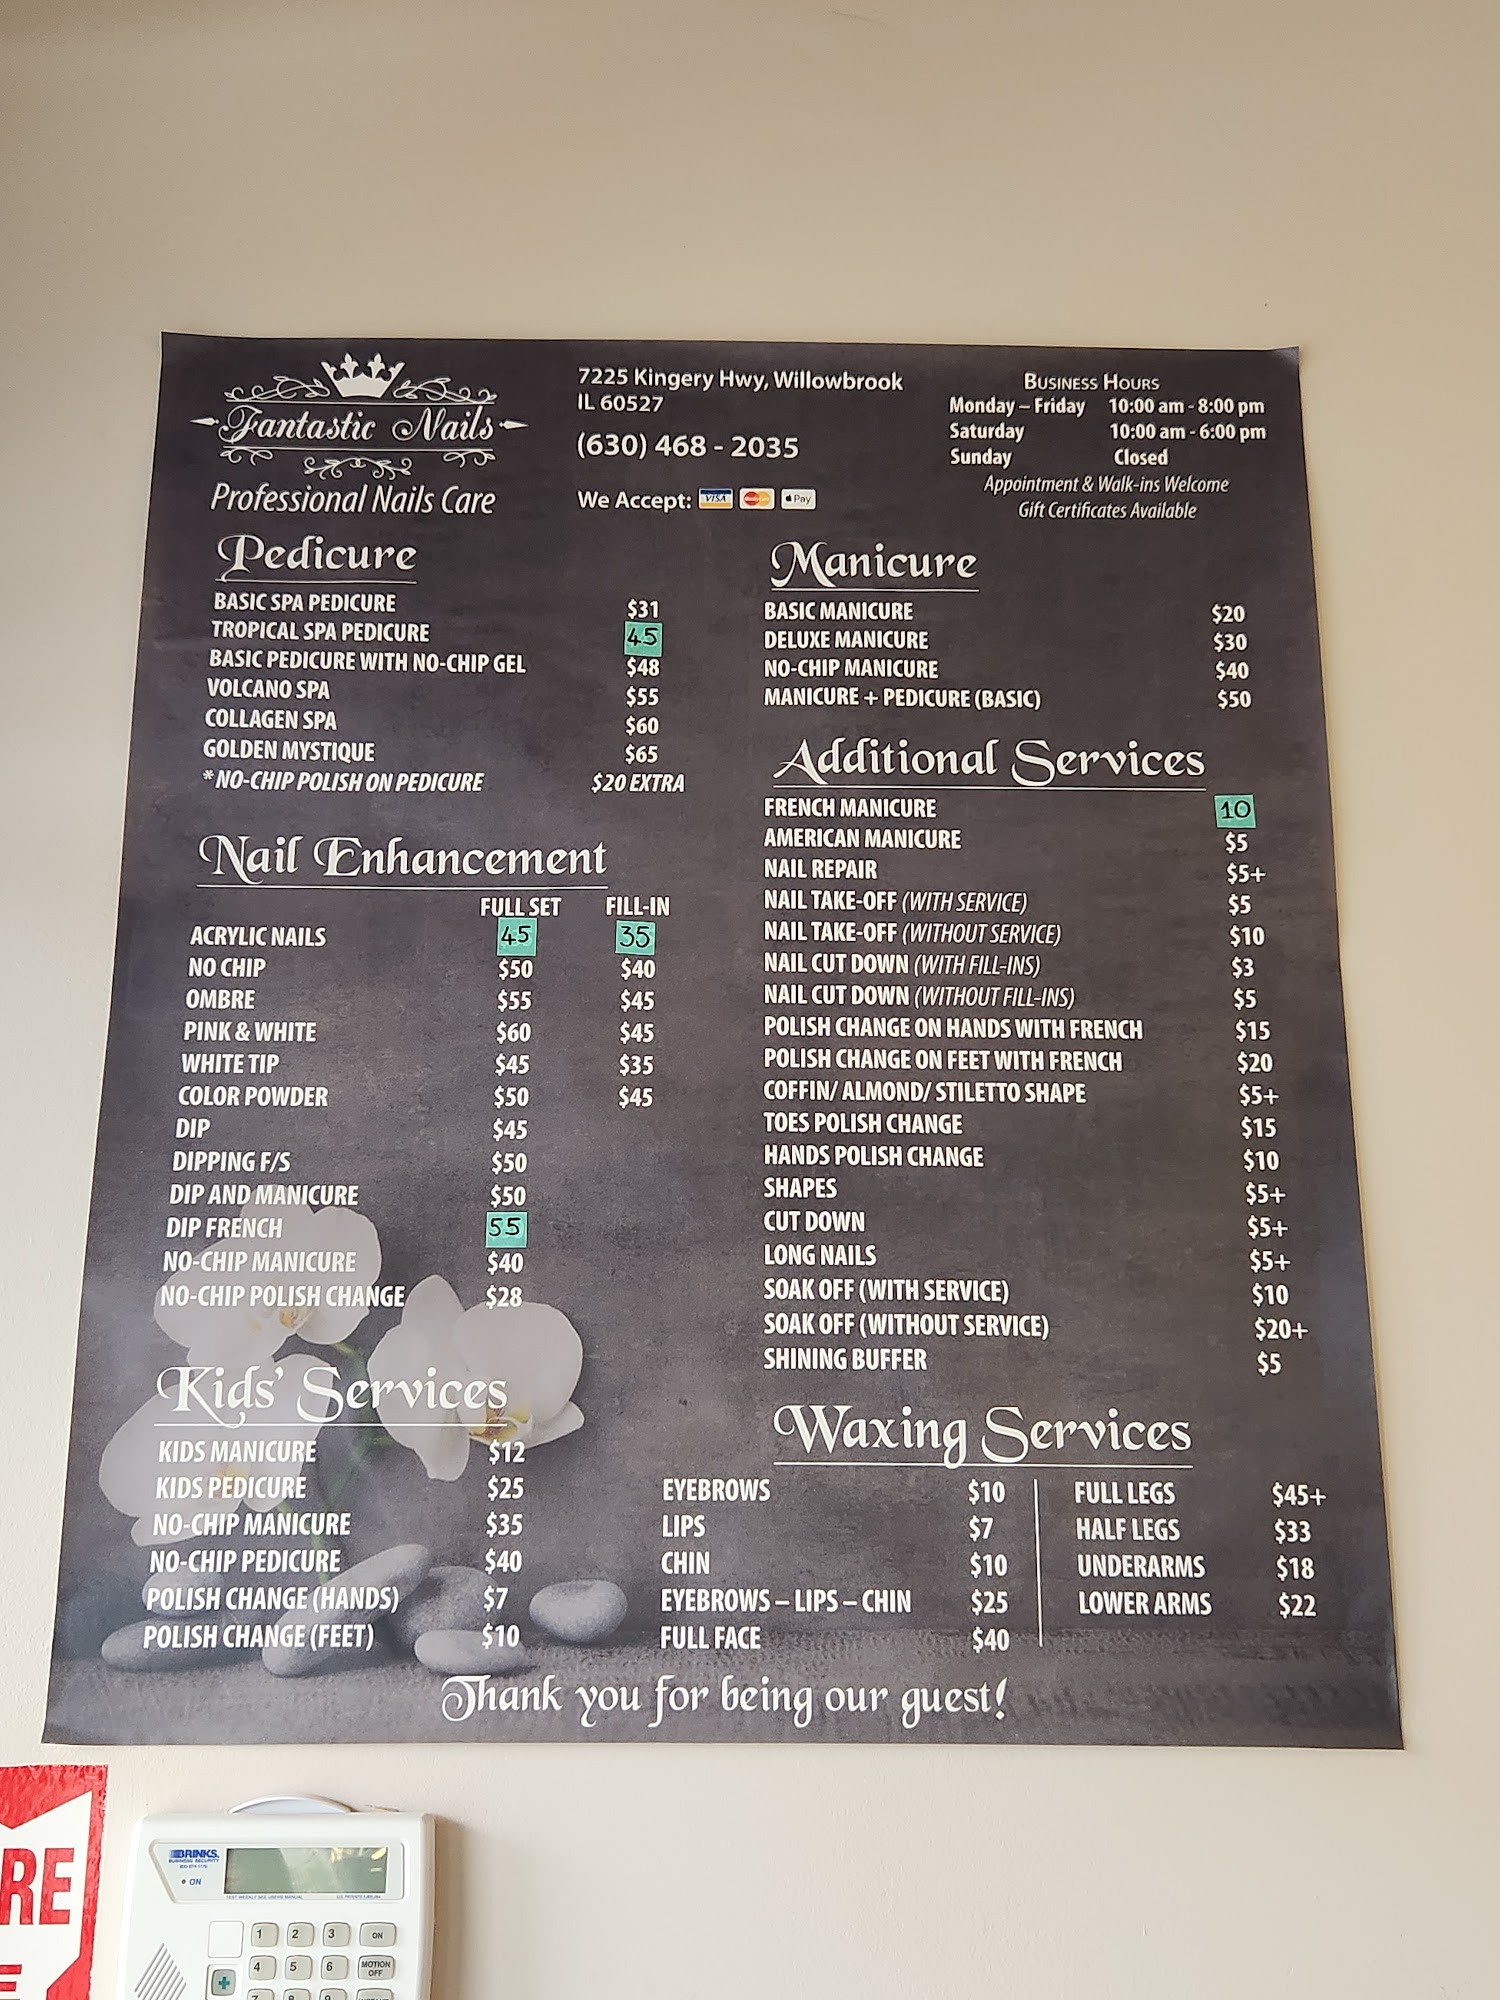 Fantastic Nails
Professional Nails Care
7225 Kingery Hwy, Willowbrook
IL 60527
(630) 468 - 2035
We Accept: VISA MasterCard Pay
BUSINESS HOURS
Monday – Friday 10:00 am - 8:00 pm
Saturday 10:00 am - 6:00 pm
Sunday Closed
Appointment & Walk-ins Welcome
Gift Certificates Available
Pedicure
BASIC SPA PEDICURE $31
TROPICAL SPA PEDICURE 45
BASIC PEDICURE WITH NO-CHIP GEL $48
VOLCANO SPA $55
COLLAGEN SPA $60
GOLDEN MYSTIQUE $65
*NO-CHIP POLISH ON PEDICURE $20 EXTRA
Nail Enhancement
FULL SET FILL-IN
ACRYLIC NAILS 45 35
NO CHIP $50 $40
OMBRE $55 $45
PINK & WHITE $60 $45
WHITE TIP $45 $35
COLOR POWDER $50 $45
DIP $45
DIPPING F/S $50
DIP AND MANICURE $50
DIP FRENCH 55
NO-CHIP MANICURE $40
NO-CHIP POLISH CHANGE $28
Kids' Services
KIDS MANICURE $12
KIDS PEDICURE $25
NO-CHIP MANICURE $35
NO-CHIP PEDICURE $40
POLISH CHANGE (HANDS) $7
POLISH CHANGE (FEET) $10
Manicure
BASIC MANICURE $20
DELUXE MANICURE $30
NO-CHIP MANICURE $40
MANICURE + PEDICURE (BASIC) $50
Additional Services
FRENCH MANICURE 10
AMERICAN MANICURE $5
NAIL REPAIR $5+
NAIL TAKE-OFF (WITH SERVICE) $5
NAIL TAKE-OFF (WITHOUT SERVICE) $10
NAIL CUT DOWN (WITH FILL-INS) $3
NAIL CUT DOWN (WITHOUT FILL-INS) $5
POLISH CHANGE ON HANDS WITH FRENCH $15
POLISH CHANGE ON FEET WITH FRENCH $20
COFFIN/ ALMOND/ STILETTO SHAPE $5+
TOES POLISH CHANGE $15
HANDS POLISH CHANGE $10
SHAPES $5+
CUT DOWN $5+
LONG NAILS $5+
SOAK OFF (WITH SERVICE) $10
SOAK OFF (WITHOUT SERVICE) $20+
SHINING BUFFER $5
Waxing Services
EYEBROWS $10
LIPS $7
CHIN $10
EYEBROWS – LIPS – CHIN $25
FULL FACE $40
FULL LEGS $45+
HALF LEGS $33
UNDERARMS $18
LOWER ARMS $22
Thank you for being our guest!
RE
BRINKS
BUSINESS SECURITY
ON
1 2 3 ON
4 5 6 MOTION OFF